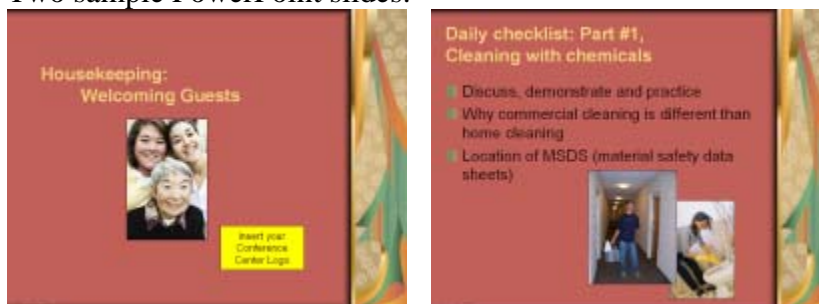 Two sample PowerPoint slides:
Housekeeping:
Welcoming Guests
Insert your
Conference
Center Logo
Daily checklist: Part #1,
Cleaning with chemicals
Discuss, demonstrate and practice
Why commercial cleaning is different than
home cleaning
Location of MSDS (material safety data
sheets)